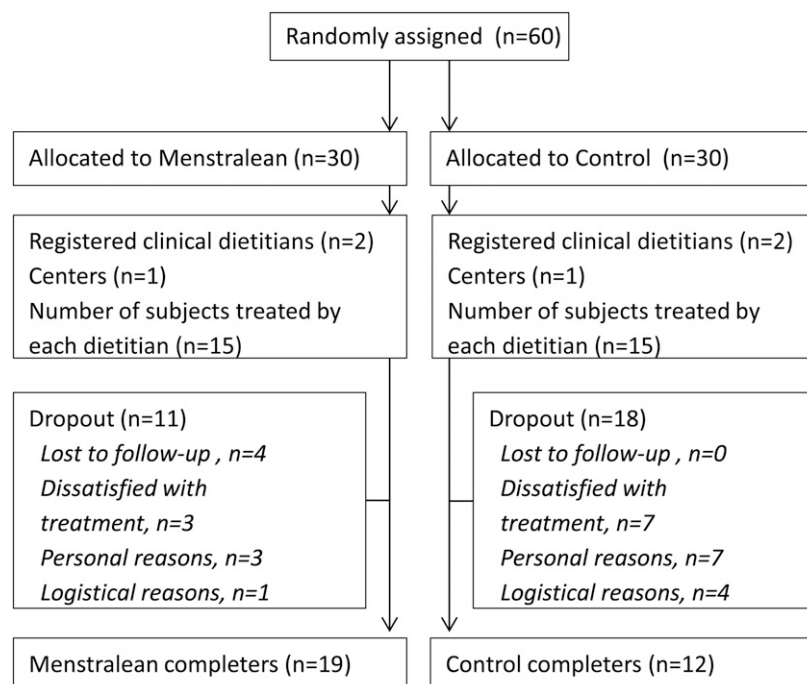 Randomly assigned (n=60)
Allocated to Menstralean (n=30)
Allocated to Control (n=30)
Registered clinical dietitians (n=2)
Centers (n=1)
Number of subjects treated by
each dietitian (n=15)
Registered clinical dietitians (n=2)
Centers (n=1)
Number of subjects treated by
each dietitian (n=15)
Dropout (n=11)
Lost to follow-up , n=4
Dissatisfied with
treatment, n=3
Personal reasons, n=3
Logistical reasons, n=1
Dropout (n=18)
Lost to follow-up , n=0
Dissatisfied with
treatment, n=7
Personal reasons, n=7
Logistical reasons, n=4
Menstralean completers (n=19)
Control completers (n=12)